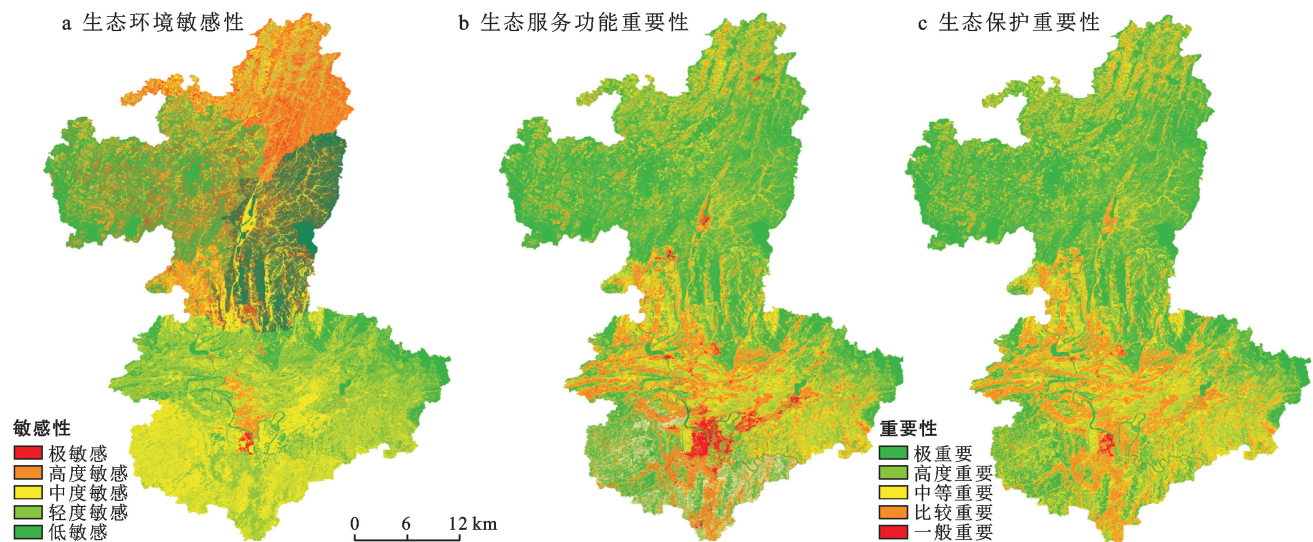 a 生态环境敏感性
b 生态服务功能重要性
c 生态保护重要性
敏感性
极敏感
高度敏感
中度敏感
轻度敏感
低敏感
0 6 12 km
重要性
极重要
高度重要
中等重要
比较重要
一般重要